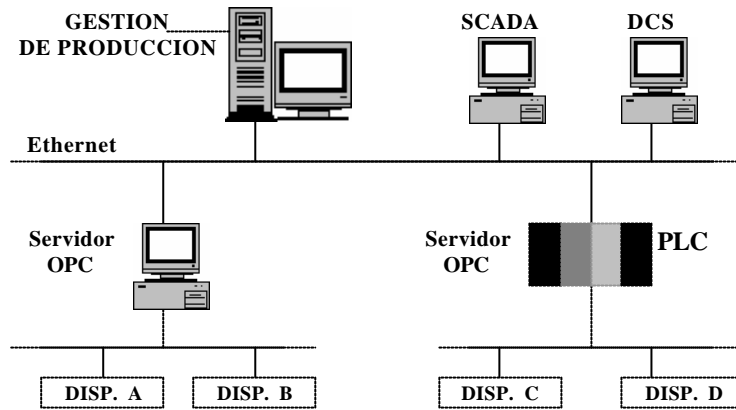 GESTION
DE PRODUCCION
SCADA
DCS
Ethernet
Servidor
OPC
Servidor
OPC
PLC
DISP. A
DISP. B
DISP. C
DISP. D